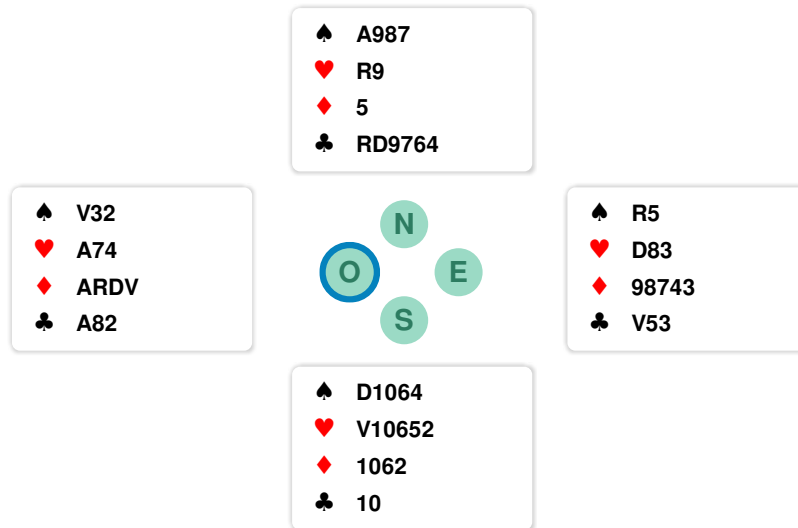 ♠ A987
♥ R9
♦ 5
♣ RD9764
♠ V32
♥ A74
♦ ARDV
♣ A82
N
O E
S
♠ R5
♥ D83
♦ 98743
♣ V53
♠ D1064
♥ V10652
♦ 1062
♣ 10